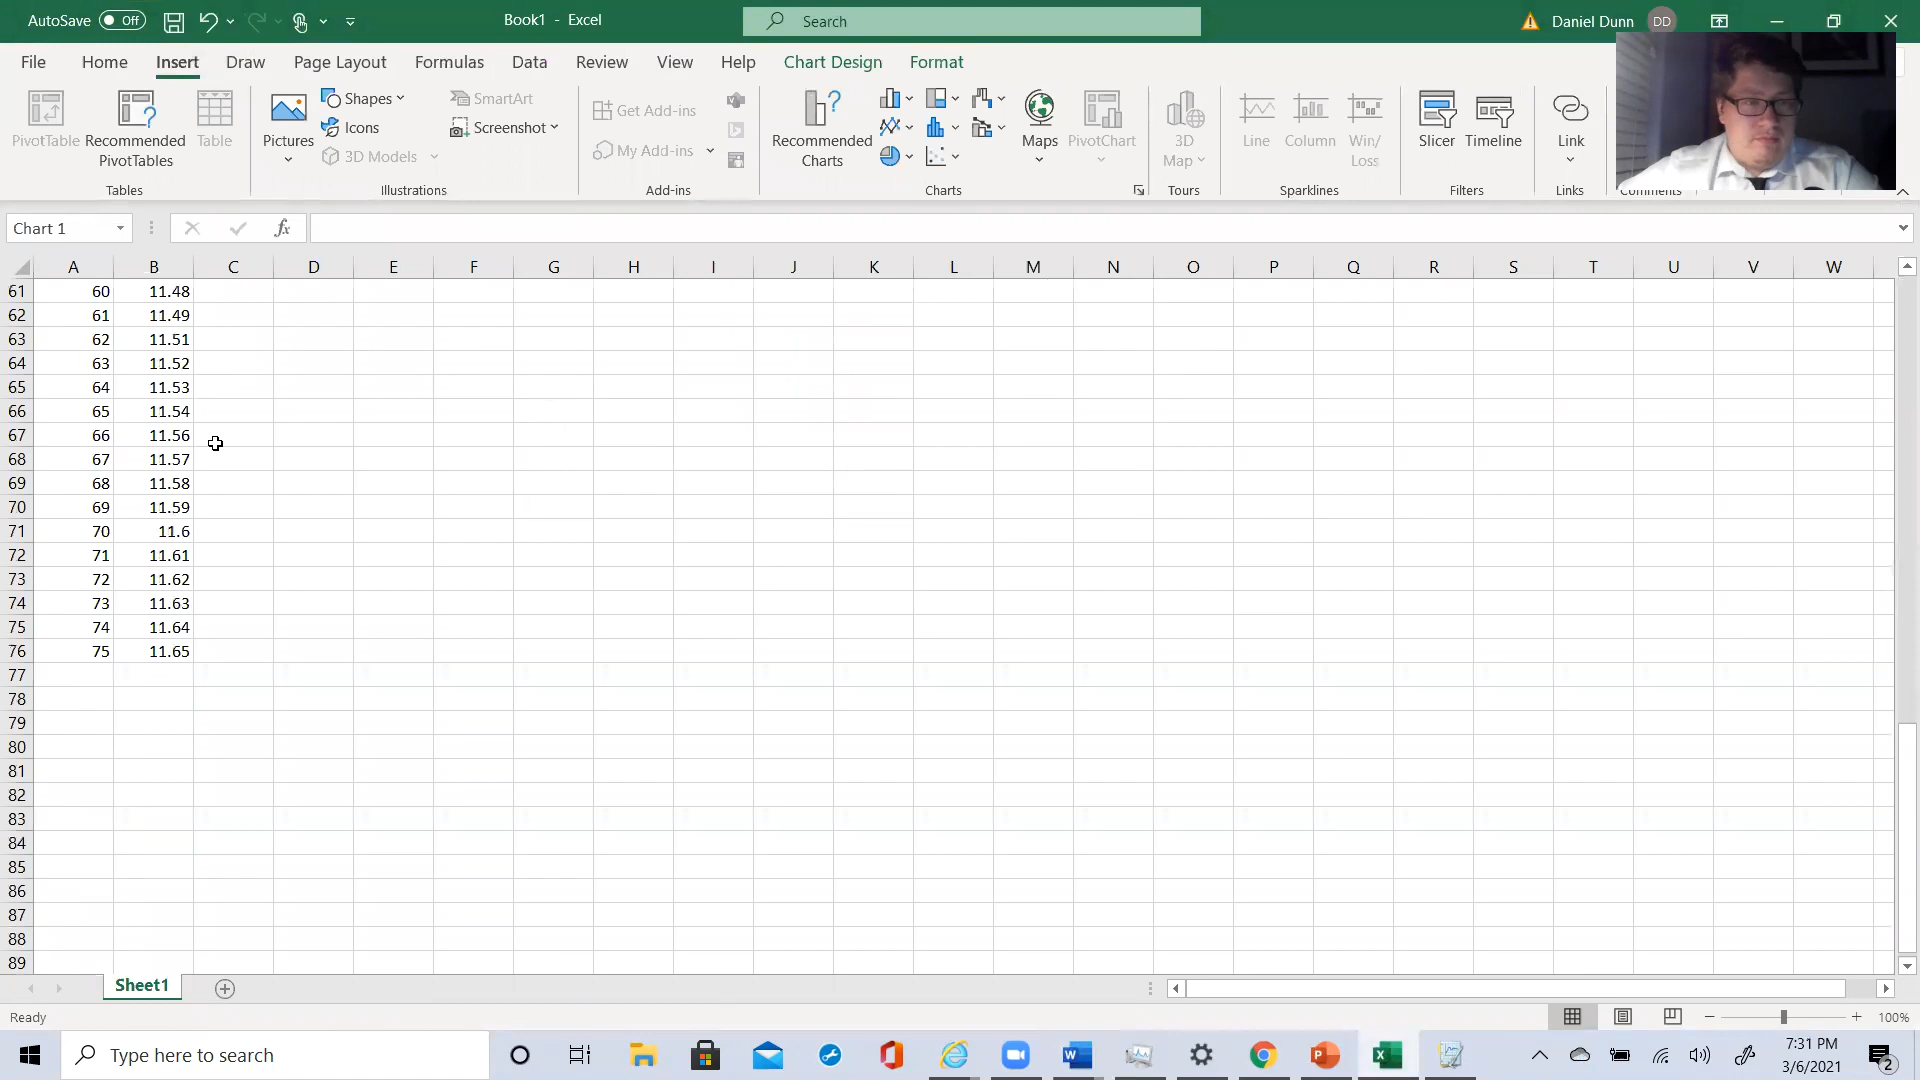 AutoSave Off Book1 - Excel Search Daniel Dunn DD
File Home Insert Draw Page Layout Formulas Data Review View Help Chart Design Format
PivotTable Recommended PivotTables Table
Tables
Pictures Shapes Icons 3D Models SmartArt Screenshot
Illustrations
Get Add-ins My Add-ins
Add-ins
Recommended Charts Maps PivotChart
Charts
3D Map
Tours
Line Column Win/Loss
Sparklines
Slicer Timeline
Filters
Link
Links
Comments
Chart 1 fx
A B C D E F G H I J K L M N O P Q R S T U V W
61 60 11.48
62 61 11.49
63 62 11.51
64 63 11.52
65 64 11.53
66 65 11.54
67 66 11.56
68 67 11.57
69 68 11.58
70 69 11.59
71 70 11.6
72 71 11.61
73 72 11.62
74 73 11.63
75 74 11.64
76 75 11.65
77
78
79
80
81
82
83
84
85
86
87
88
89
Sheet1
Ready 100%
Type here to search 7:31 PM
3/6/2021 2